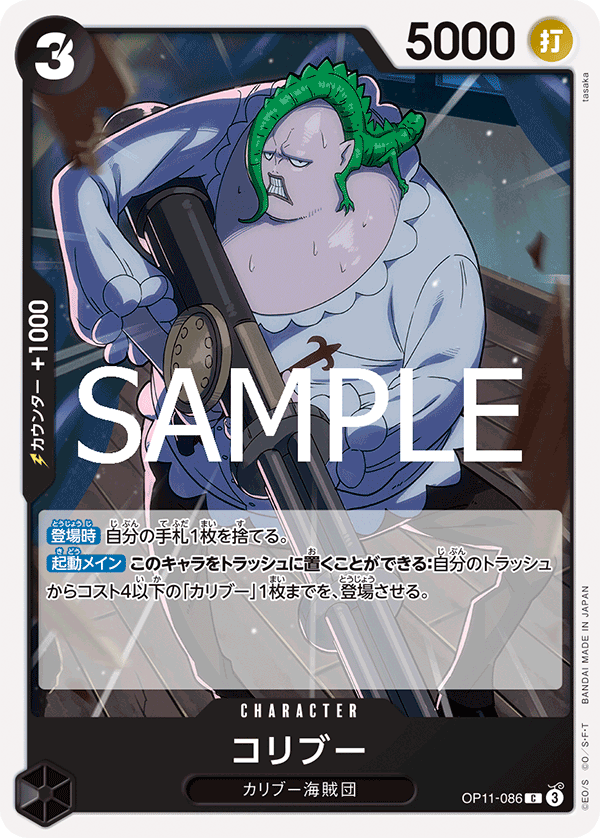 3
5000
打
tasaka
カウンター +1000
SAMPLE
登場時 自分の手札1枚を捨てる。
起動メイン このキャラをトラッシュに置くことができる:自分のトラッシュ
からコスト4以下の「カリブー」1枚までを、登場させる。
CHARACTER
コリブー
カリブー海賊団
OP11-086 C 3
©E.O/S ©O/S・F・T BANDAI MADE IN JAPAN